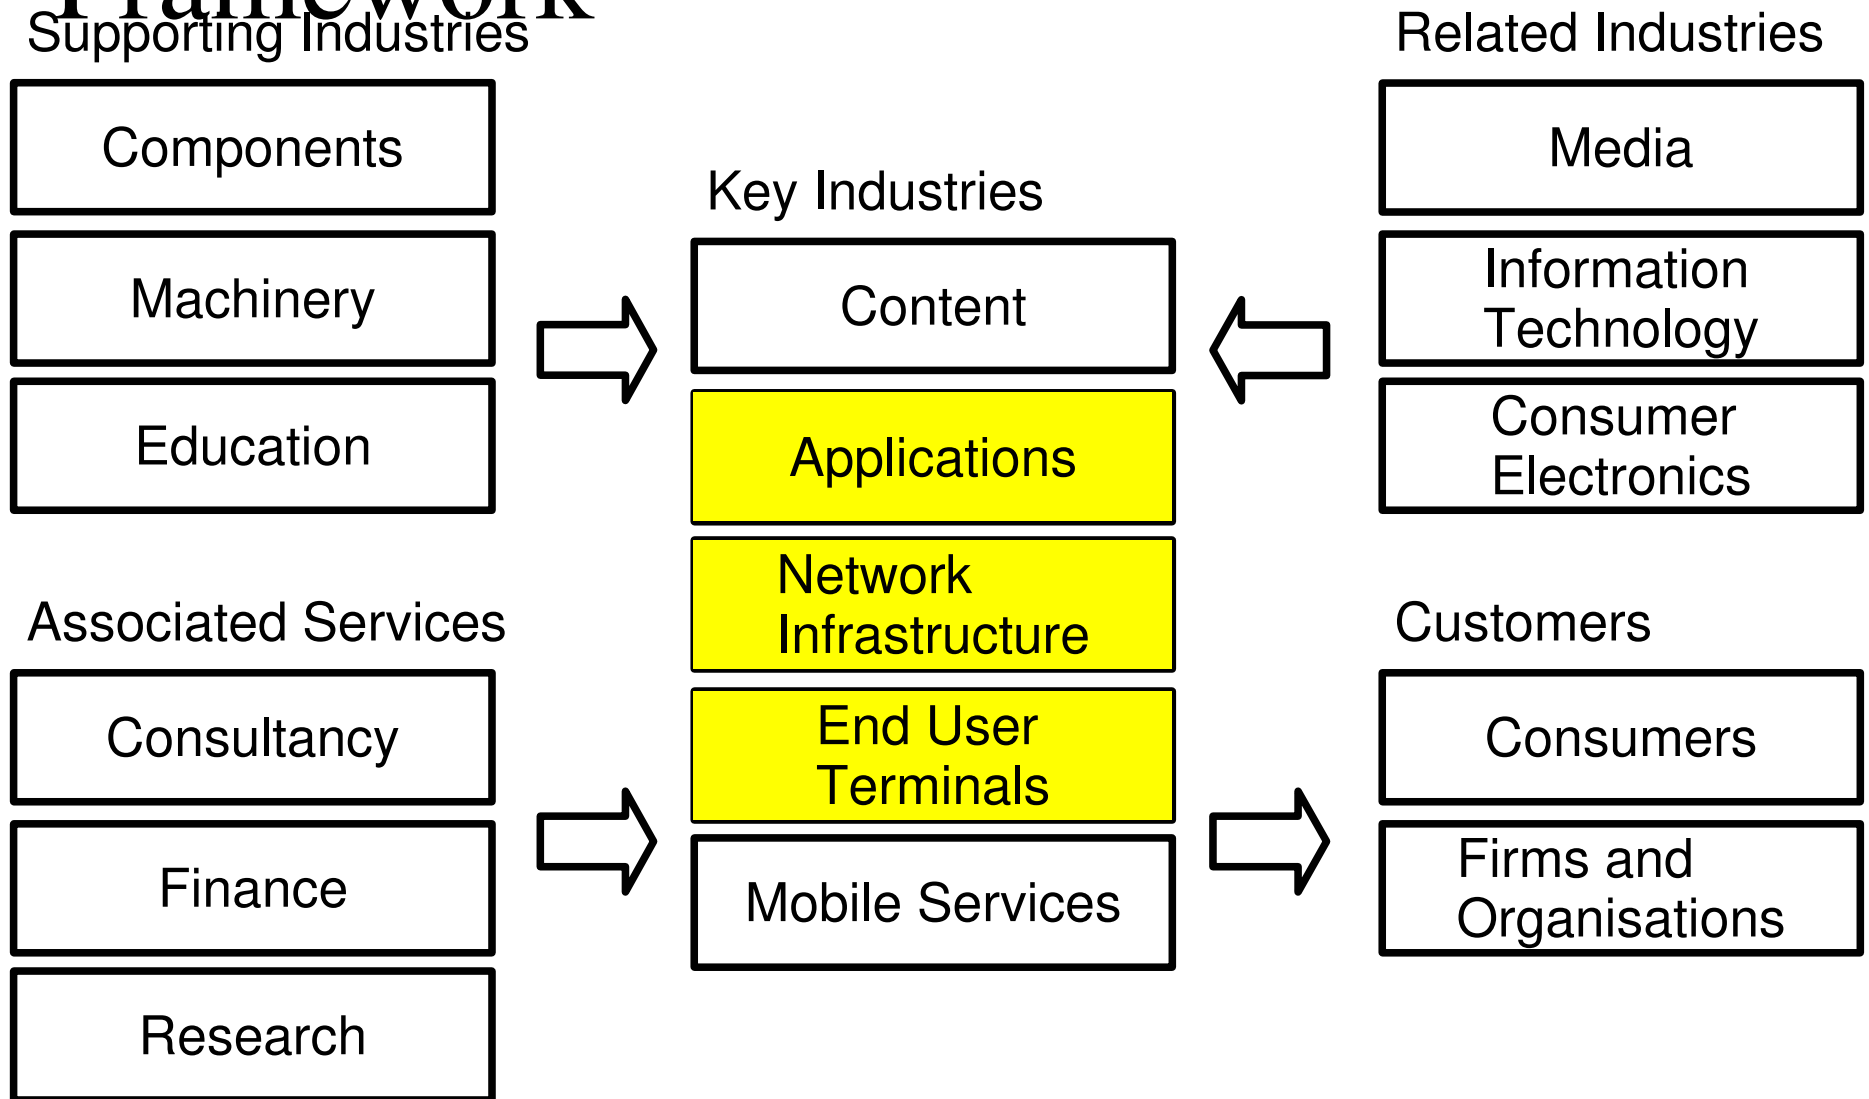 Framework
Supporting Industries
Components
Machinery
Education
Associated Services
Consultancy
Finance
Research
Key Industries
Content
Applications
Network
Infrastructure
End User
Terminals
Mobile Services
Related Industries
Media
Information
Technology
Consumer
Electronics
Customers
Consumers
Firms and
Organisations